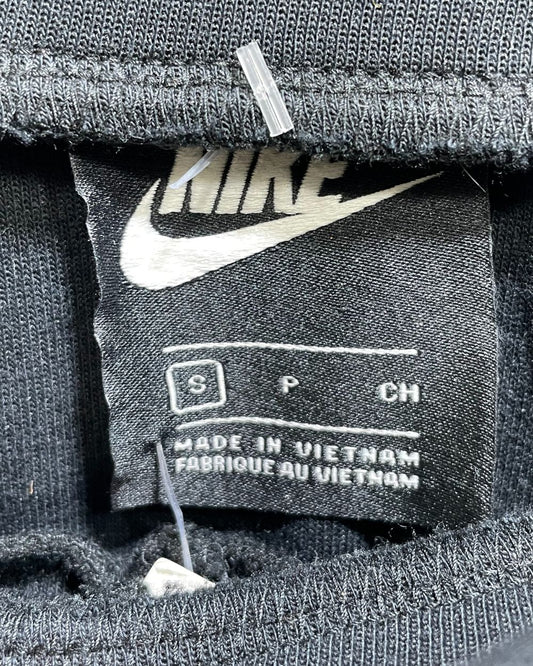 NIKE
S P CH
MADE IN VIETNAM
FABRIQUE AU VIETNAM